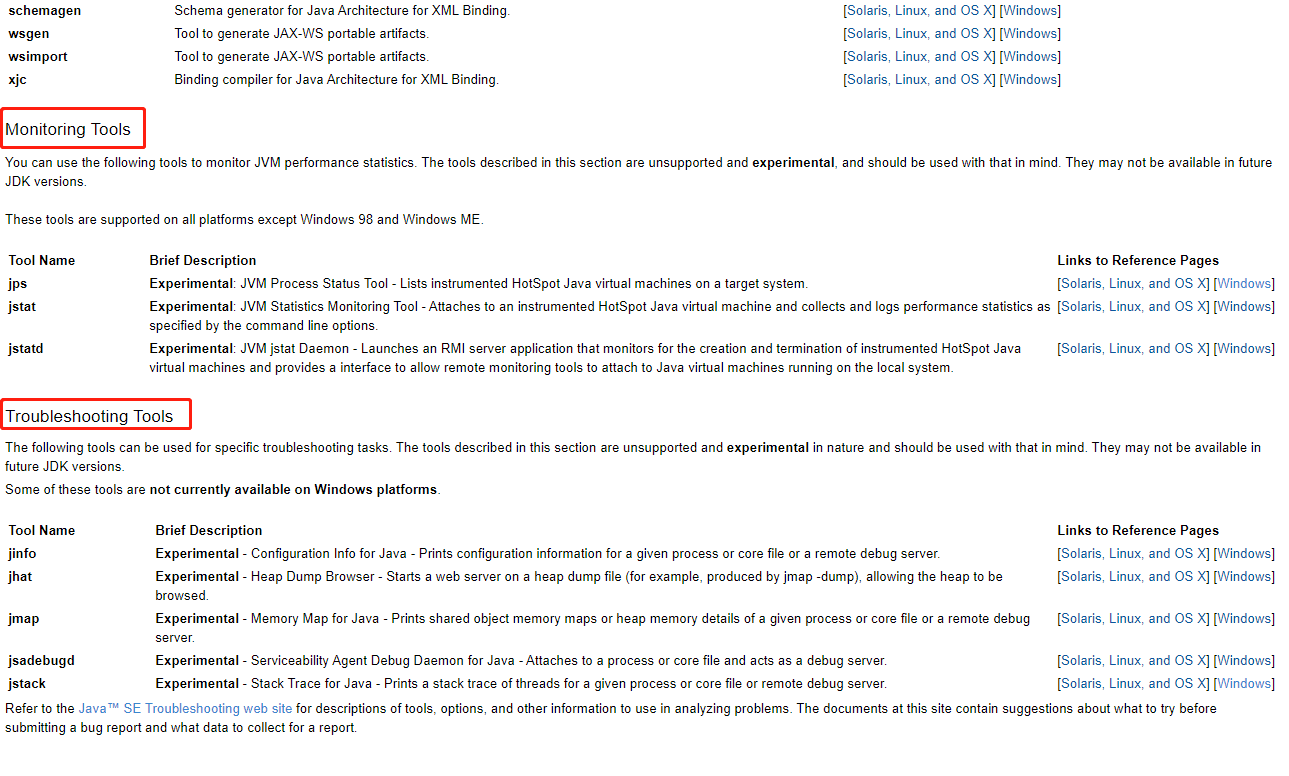 schemagen Schema generator for Java Architecture for XML Binding. [Solaris, Linux, and OS X] [Windows]
wsgen Tool to generate JAX-WS portable artifacts. [Solaris, Linux, and OS X] [Windows]
wsimport Tool to generate JAX-WS portable artifacts. [Solaris, Linux, and OS X] [Windows]
xjc Binding compiler for Java Architecture for XML Binding. [Solaris, Linux, and OS X] [Windows]
Monitoring Tools
You can use the following tools to monitor JVM performance statistics. The tools described in this section are unsupported and experimental, and should be used with that in mind. They may not be available in future
JDK versions.
These tools are supported on all platforms except Windows 98 and Windows ME.
Tool Name Brief Description Links to Reference Pages
jps Experimental: JVM Process Status Tool - Lists instrumented HotSpot Java virtual machines on a target system. [Solaris, Linux, and OS X] [Windows]
jstat Experimental: JVM Statistics Monitoring Tool - Attaches to an instrumented HotSpot Java virtual machine and collects and logs performance statistics as [Solaris, Linux, and OS X] [Windows]
specified by the command line options.
jstatd Experimental: JVM jstat Daemon - Launches an RMI server application that monitors for the creation and termination of instrumented HotSpot Java [Solaris, Linux, and OS X] [Windows]
virtual machines and provides a interface to allow remote monitoring tools to attach to Java virtual machines running on the local system.
Troubleshooting Tools
The following tools can be used for specific troubleshooting tasks. The tools described in this section are unsupported and experimental in nature and should be used with that in mind. They may not be available in
future JDK versions.
Some of these tools are not currently available on Windows platforms.
Tool Name Brief Description Links to Reference Pages
jinfo Experimental - Configuration Info for Java - Prints configuration information for a given process or core file or a remote debug server. [Solaris, Linux, and OS X] [Windows]
jhat Experimental - Heap Dump Browser - Starts a web server on a heap dump file (for example, produced by jmap -dump), allowing the heap to be [Solaris, Linux, and OS X] [Windows]
browsed.
jmap Experimental - Memory Map for Java - Prints shared object memory maps or heap memory details of a given process or core file or a remote debug [Solaris, Linux, and OS X] [Windows]
server.
jsadebugd Experimental - Serviceability Agent Debug Daemon for Java - Attaches to a process or core file and acts as a debug server. [Solaris, Linux, and OS X] [Windows]
jstack Experimental - Stack Trace for Java - Prints a stack trace of threads for a given process or core file or remote debug server. [Solaris, Linux, and OS X] [Windows]
Refer to the Java™ SE Troubleshooting web site for descriptions of tools, options, and other information to use in analyzing problems. The documents at this site contain suggestions about what to try before
submitting a bug report and what data to collect for a report.